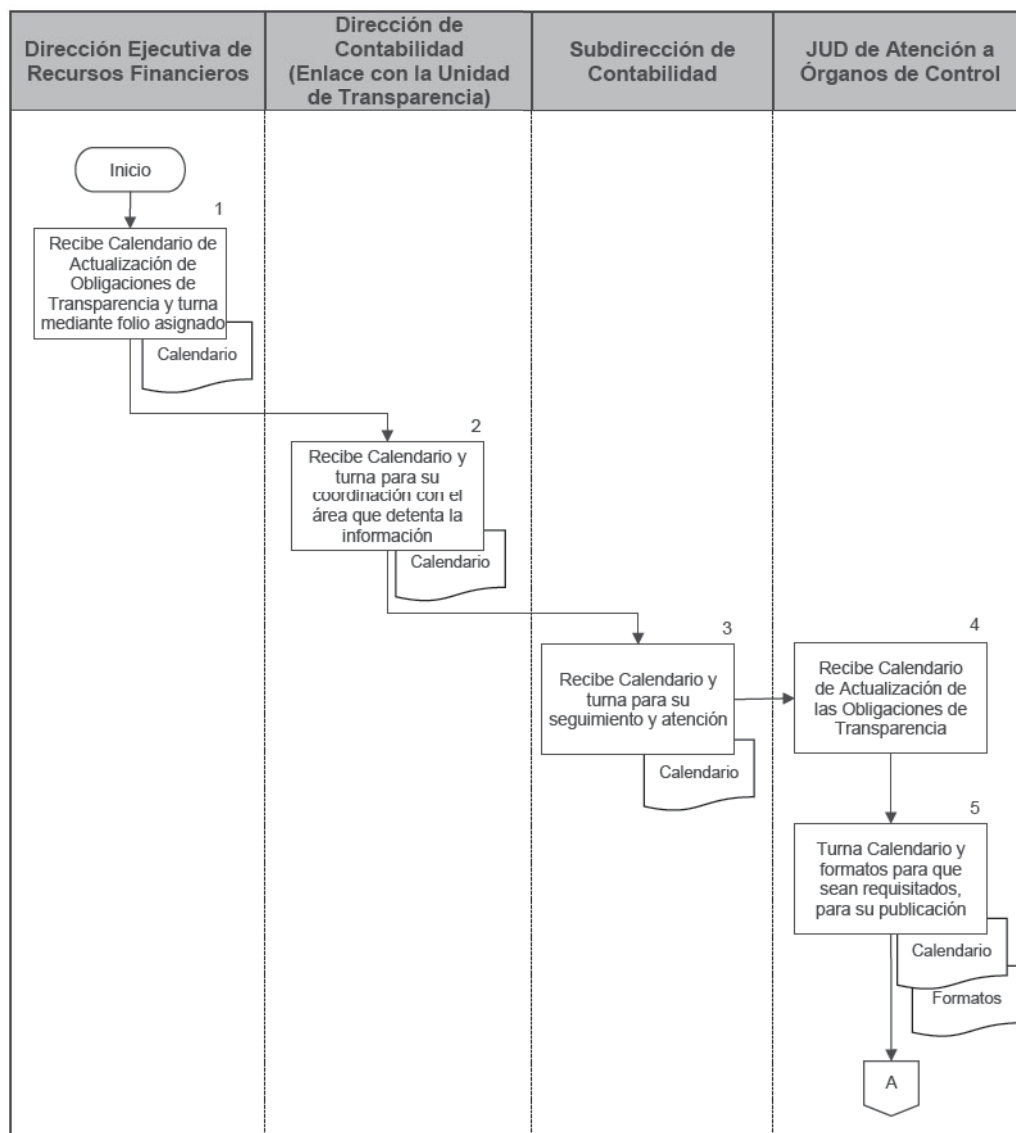 Dirección Ejecutiva de
Recursos Financieros
Dirección de
Contabilidad
(Enlace con la Unidad
de Transparencia)
Subdirección de
Contabilidad
JUD de Atención a
Órganos de Control
Inicio
1
Recibe Calendario de
Actualización de
Obligaciones de
Transparencia y turna
mediante folio asignado
Calendario
2
Recibe Calendario y
turna para su
coordinación con el
área que detenta la
información
Calendario
3
Recibe Calendario y
turna para su
seguimiento y atención
Calendario
4
Recibe Calendario
de Actualización de
las Obligaciones de
Transparencia
5
Turna Calendario y
formatos para que
sean requisitados,
para su publicación
Calendario
Formatos
A